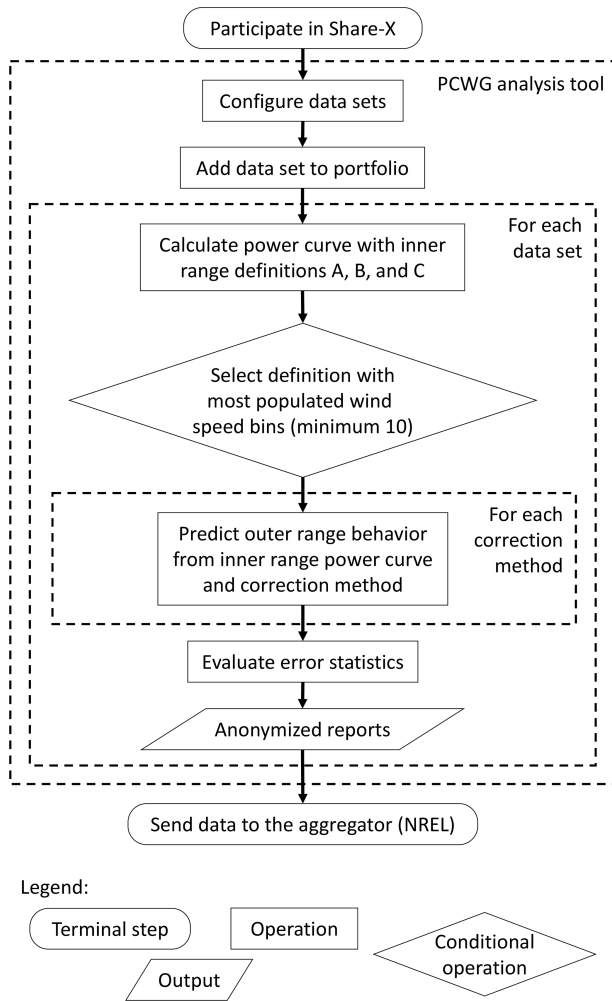 Participate in Share-X
PCWG analysis tool
Configure data sets
Add data set to portfolio
For each
data set
Calculate power curve with inner
range definitions A, B, and C
Select definition with
most populated wind
speed bins (minimum 10)
For each
correction
method
Predict outer range behavior
from inner range power curve
and correction method
Evaluate error statistics
Anonymized reports
Send data to the aggregator (NREL)
Legend:
Terminal step
Operation
Conditional
operation
Output